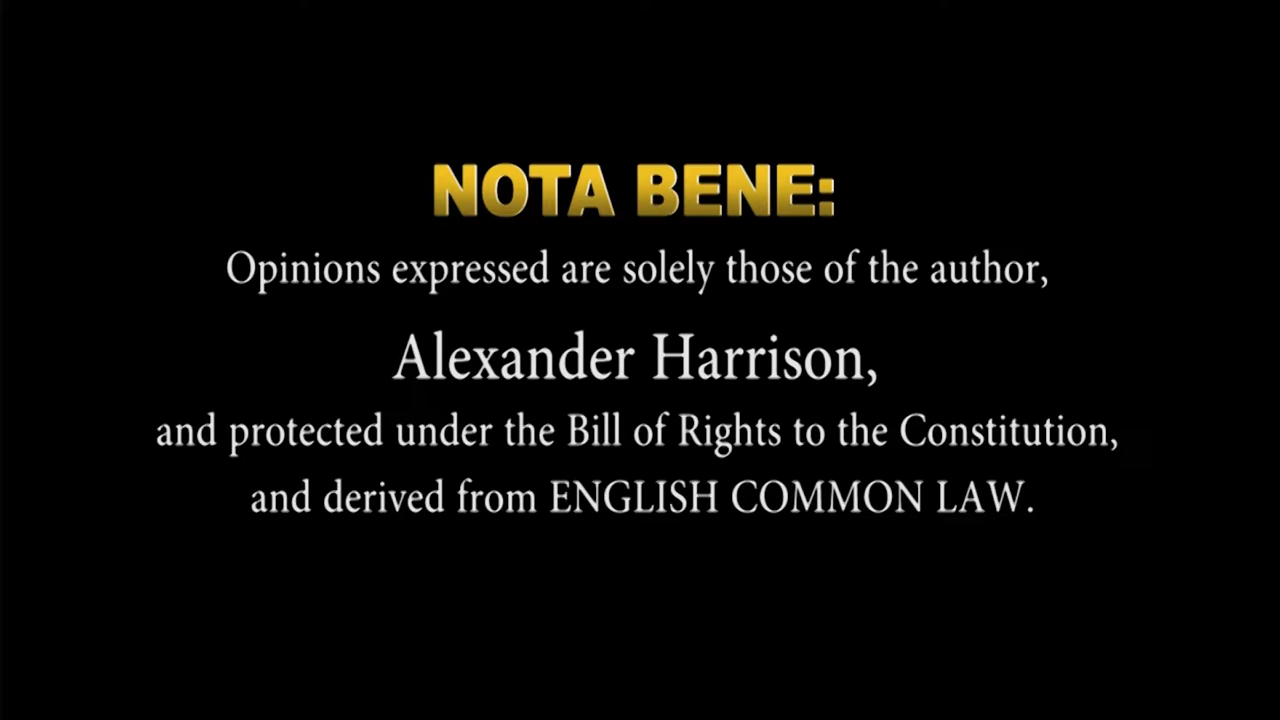 NOTA BENE:
Opinions expressed are solely those of the author,
Alexander Harrison,
and protected under the Bill of Rights to the Constitution,
and derived from ENGLISH COMMON LAW.